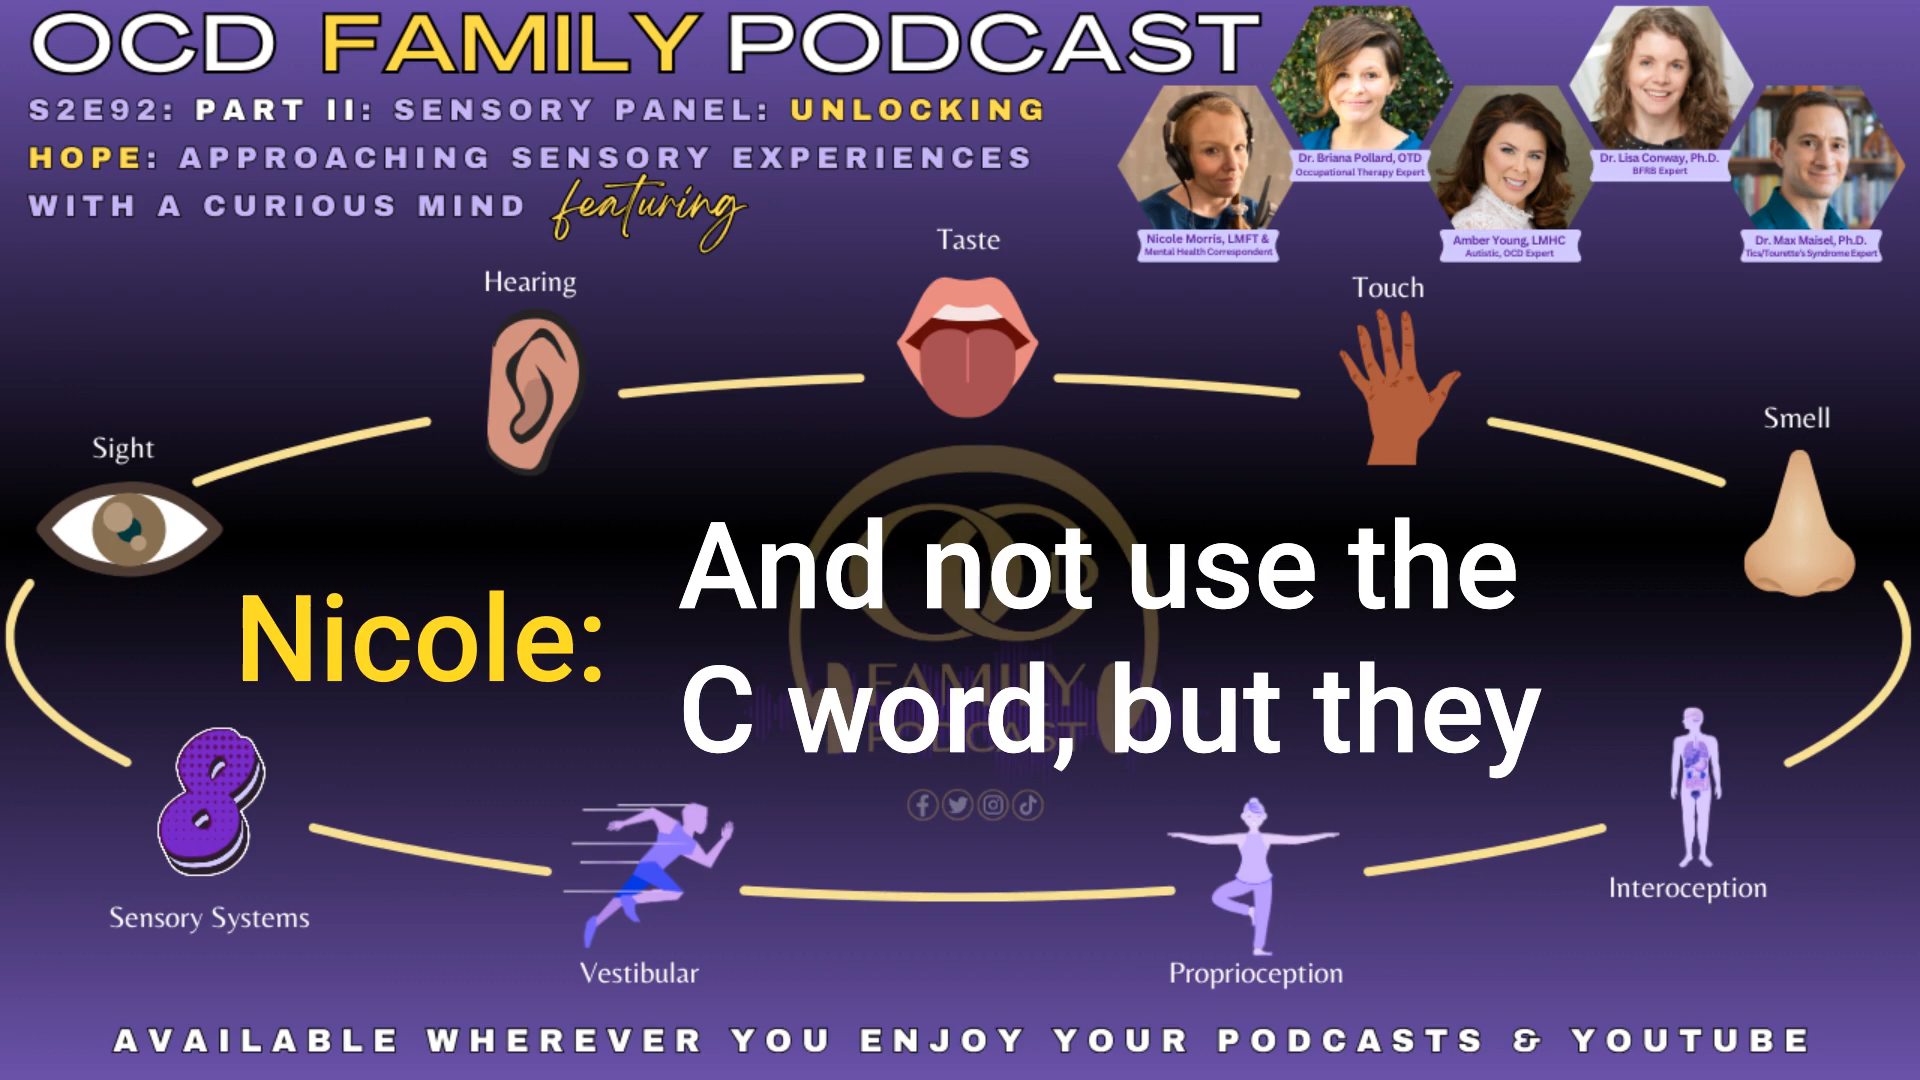 OCD FAMILY PODCAST
S2E92: PART II: SENSORY PANEL: UNLOCKING
HOPE: APPROACHING SENSORY EXPERIENCES
WITH A CURIOUS MIND featuring
Nicole Morris, LMFT &
Mental Health Correspondent
Dr. Briana Pollard, OTD
Occupational Therapy Expert
Amber Young, LMHC
Autistic, OCD Expert
Dr. Lisa Conway, Ph.D.
BFRB Expert
Dr. Max Maisel, Ph.D.
Tics/Tourette's Syndrome Expert
Taste
Hearing
Touch
Smell
Sight
Nicole:
And not use the
C word, but they
FAMILY
PODCAST
8
Sensory Systems
Vestibular
Proprioception
Interoception
AVAILABLE WHEREVER YOU ENJOY YOUR PODCASTS & YOUTUBE